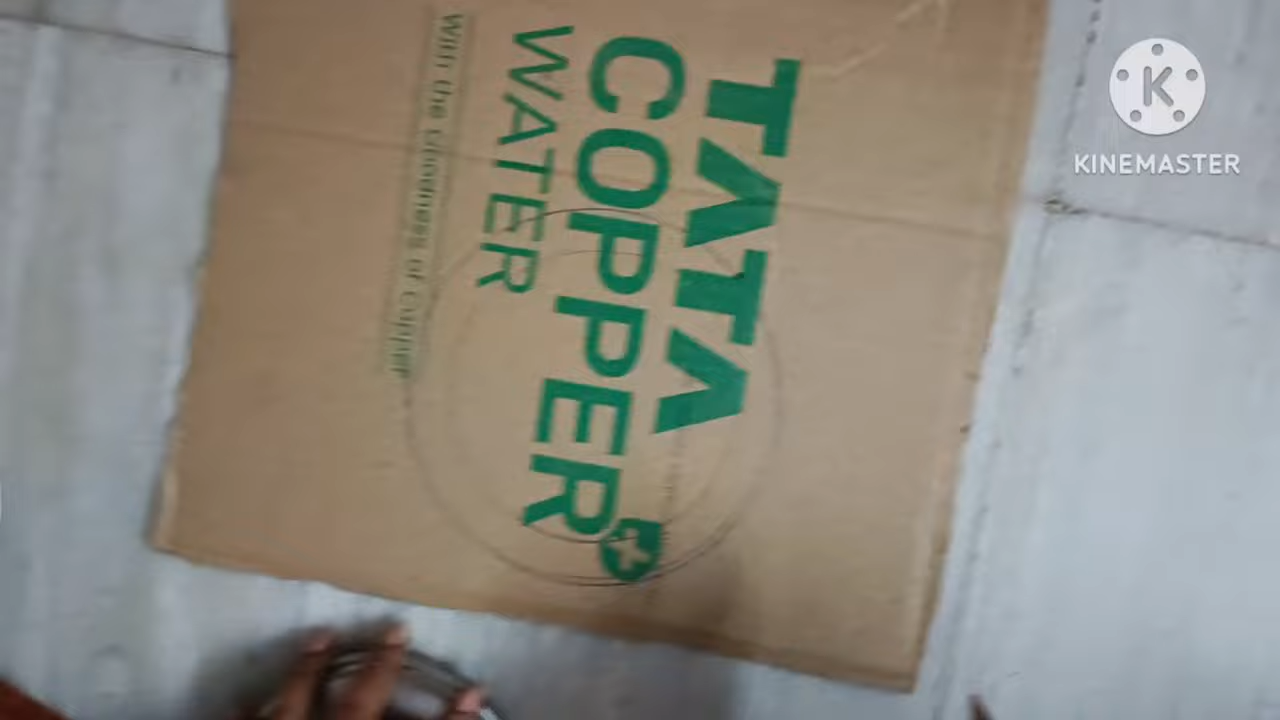 TATA
COPPER
WATER
With the Goodness of Copper
KINEMASTER